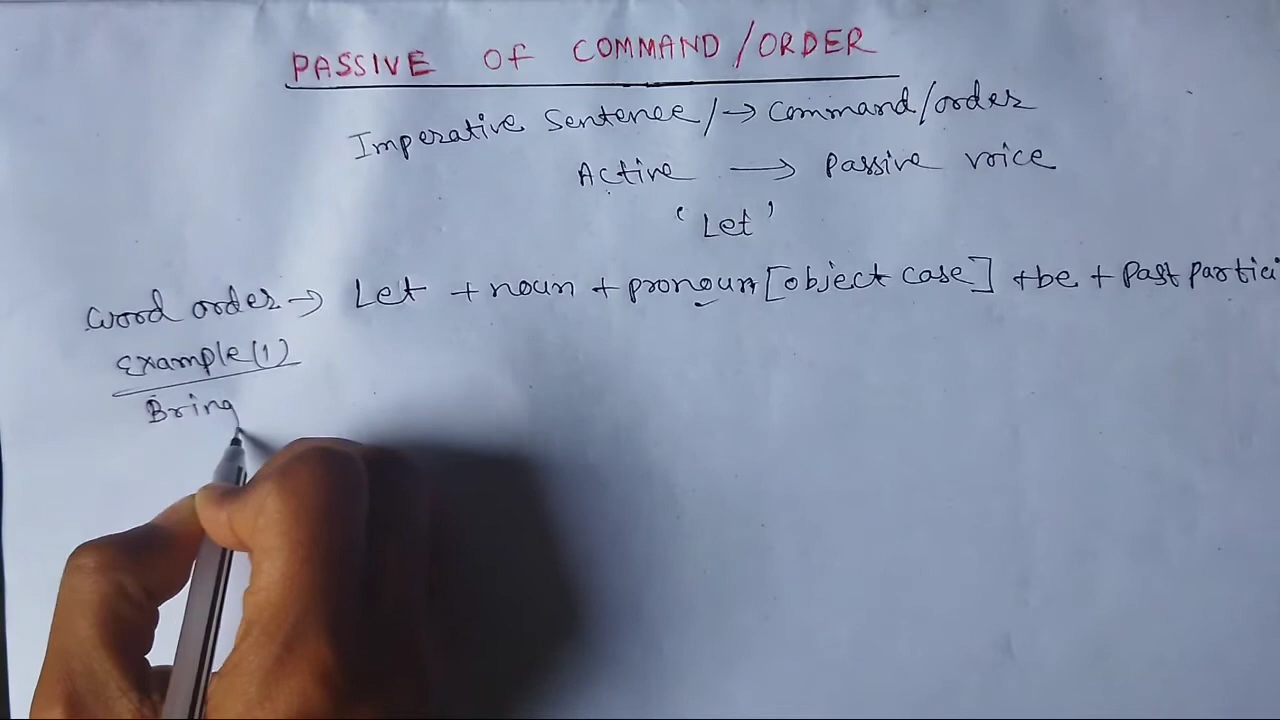 PASSIVE OF COMMAND/ORDER
Imperative Sentence/→ Command/order
Active → Passive voice
'Let'
Word order → Let + noun + pronoun [object case] + be + Past partici
Example (1)
Bring